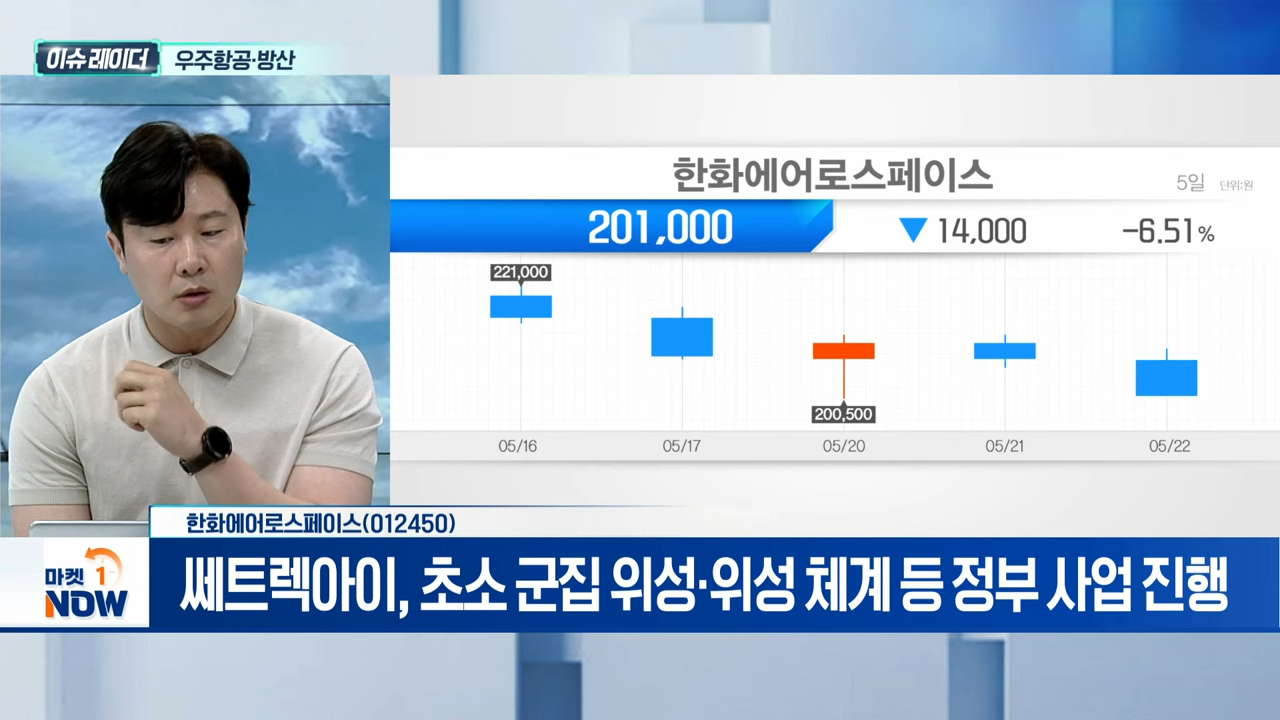 이슈레이더 우주항공·방산
한화에어로스페이스
5일 단위:원
201,000 ▼ 14,000 -6.51%
221,000
200,500
05/16 05/17 05/20 05/21 05/22
한화에어로스페이스(012450)
마켓 1
NOW
쎄트렉아이, 초소 군집 위성·위성 체계 등 정부 사업 진행